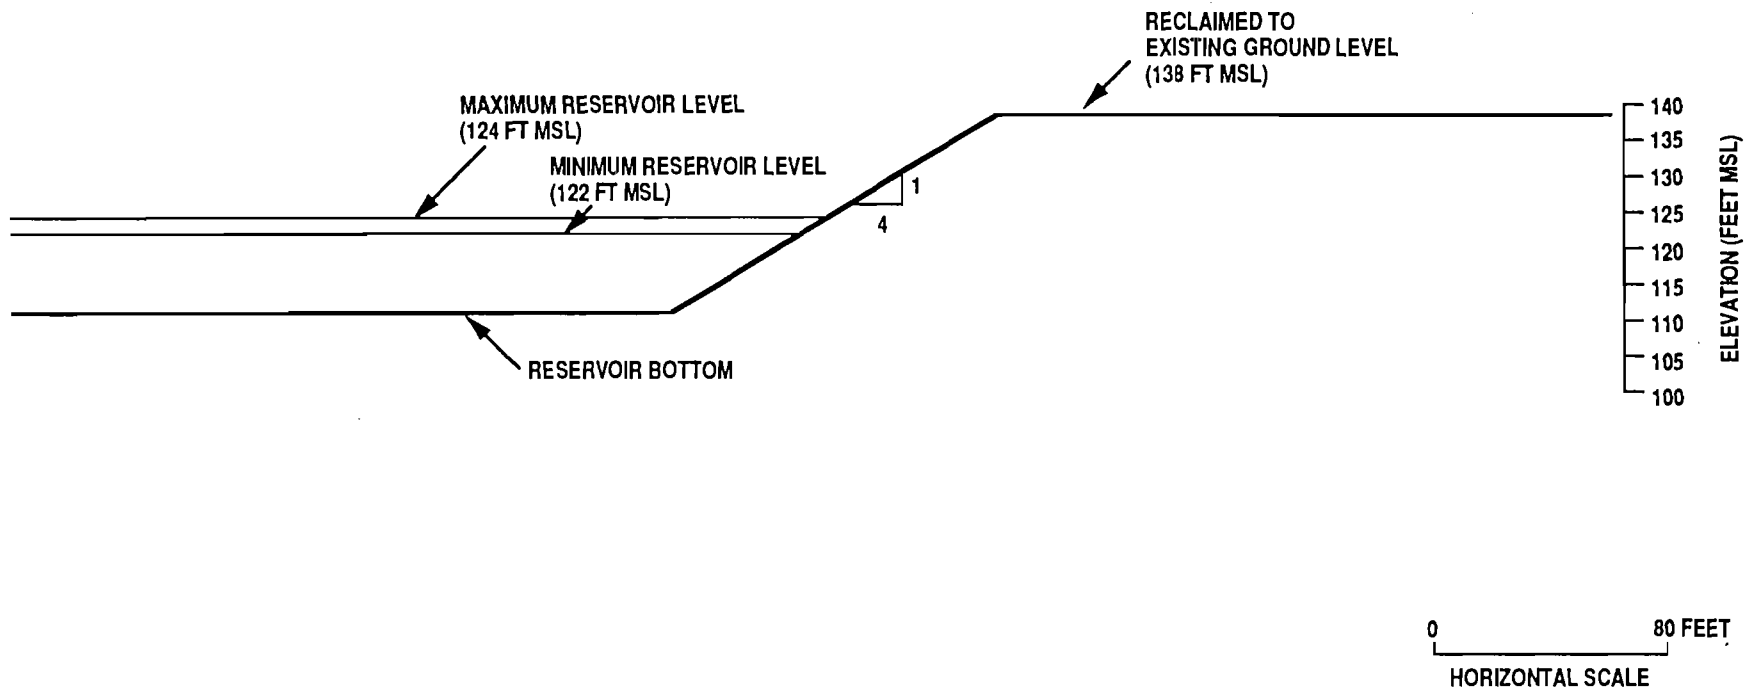 RECLAIMED TO
EXISTING GROUND LEVEL
(138 FT MSL)
MAXIMUM RESERVOIR LEVEL
(124 FT MSL)
MINIMUM RESERVOIR LEVEL
(122 FT MSL)
1
4
RESERVOIR BOTTOM
140
135
130
125
120
115
110
105
100
ELEVATION (FEET MSL)
0 80 FEET
HORIZONTAL SCALE